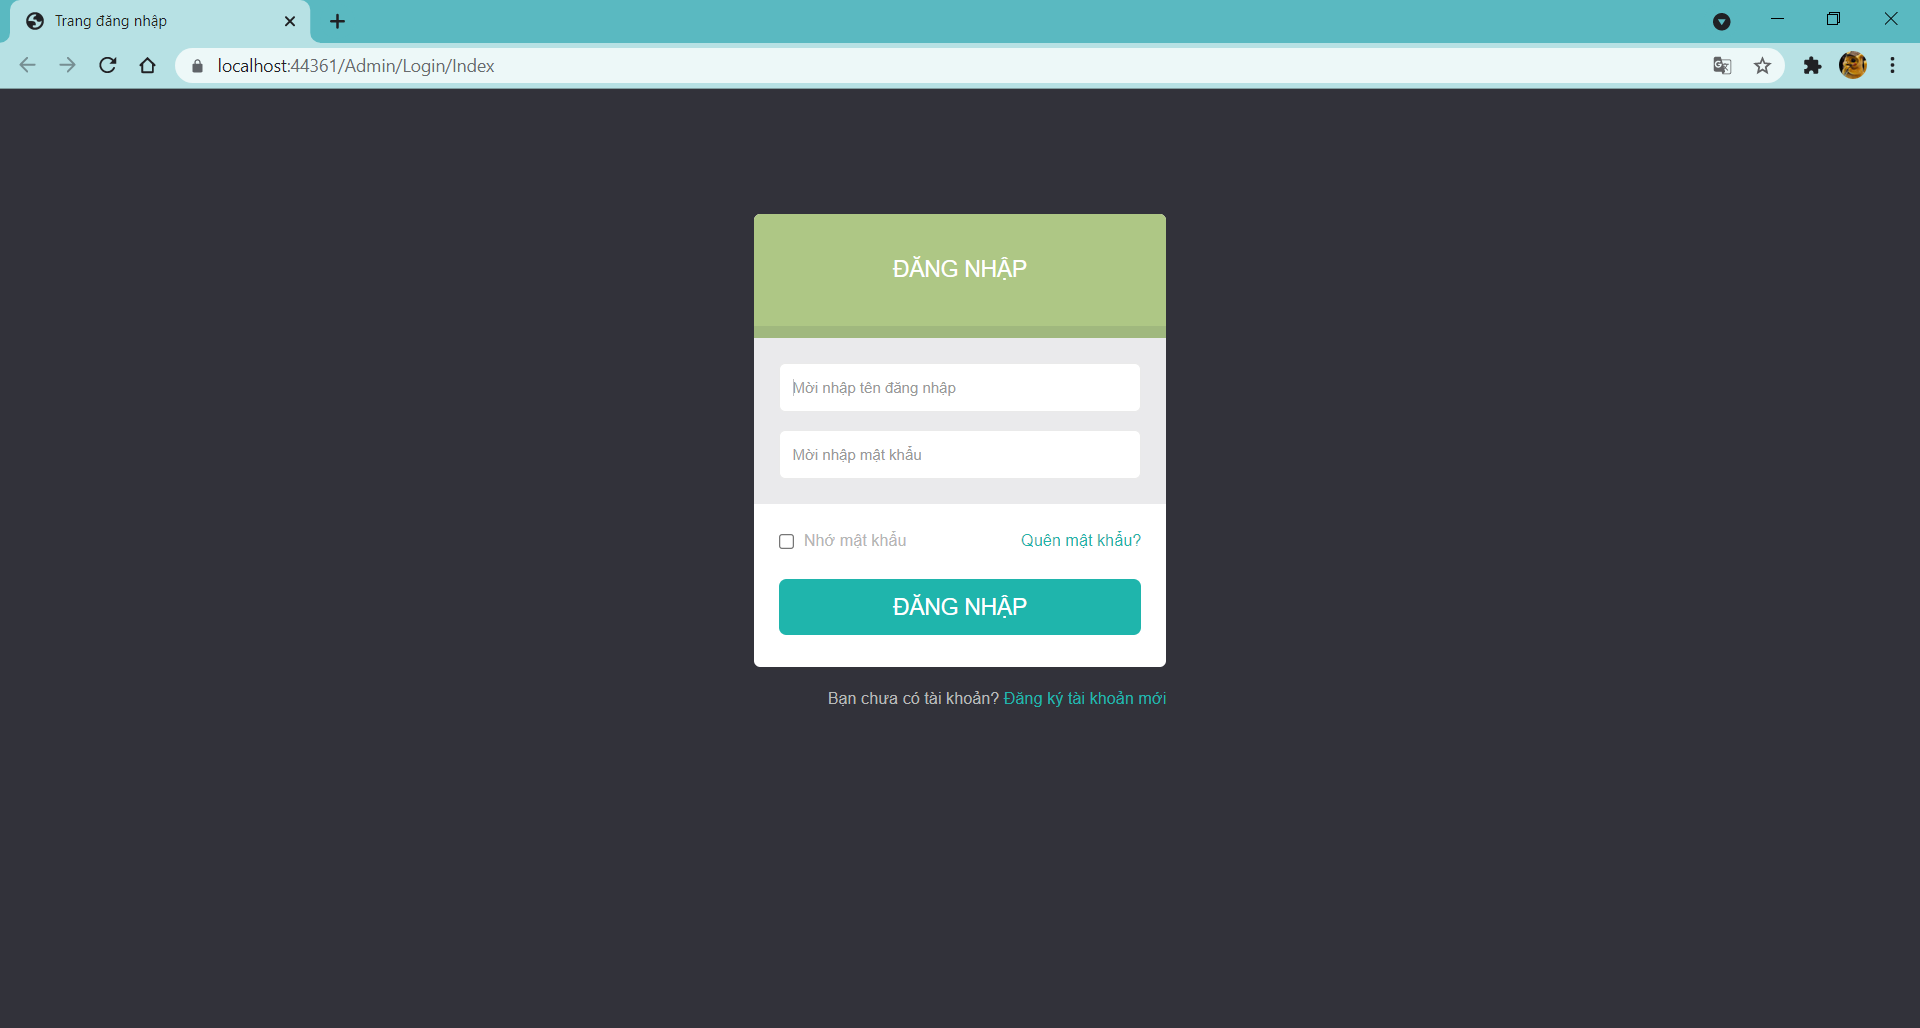 Trang đăng nhập
localhost:44361/Admin/Login/Index
ĐĂNG NHẬP
Mời nhập tên đăng nhập
Mời nhập mật khẩu
Nhớ mật khẩu Quên mật khẩu?
ĐĂNG NHẬP
Bạn chưa có tài khoản? Đăng ký tài khoản mới